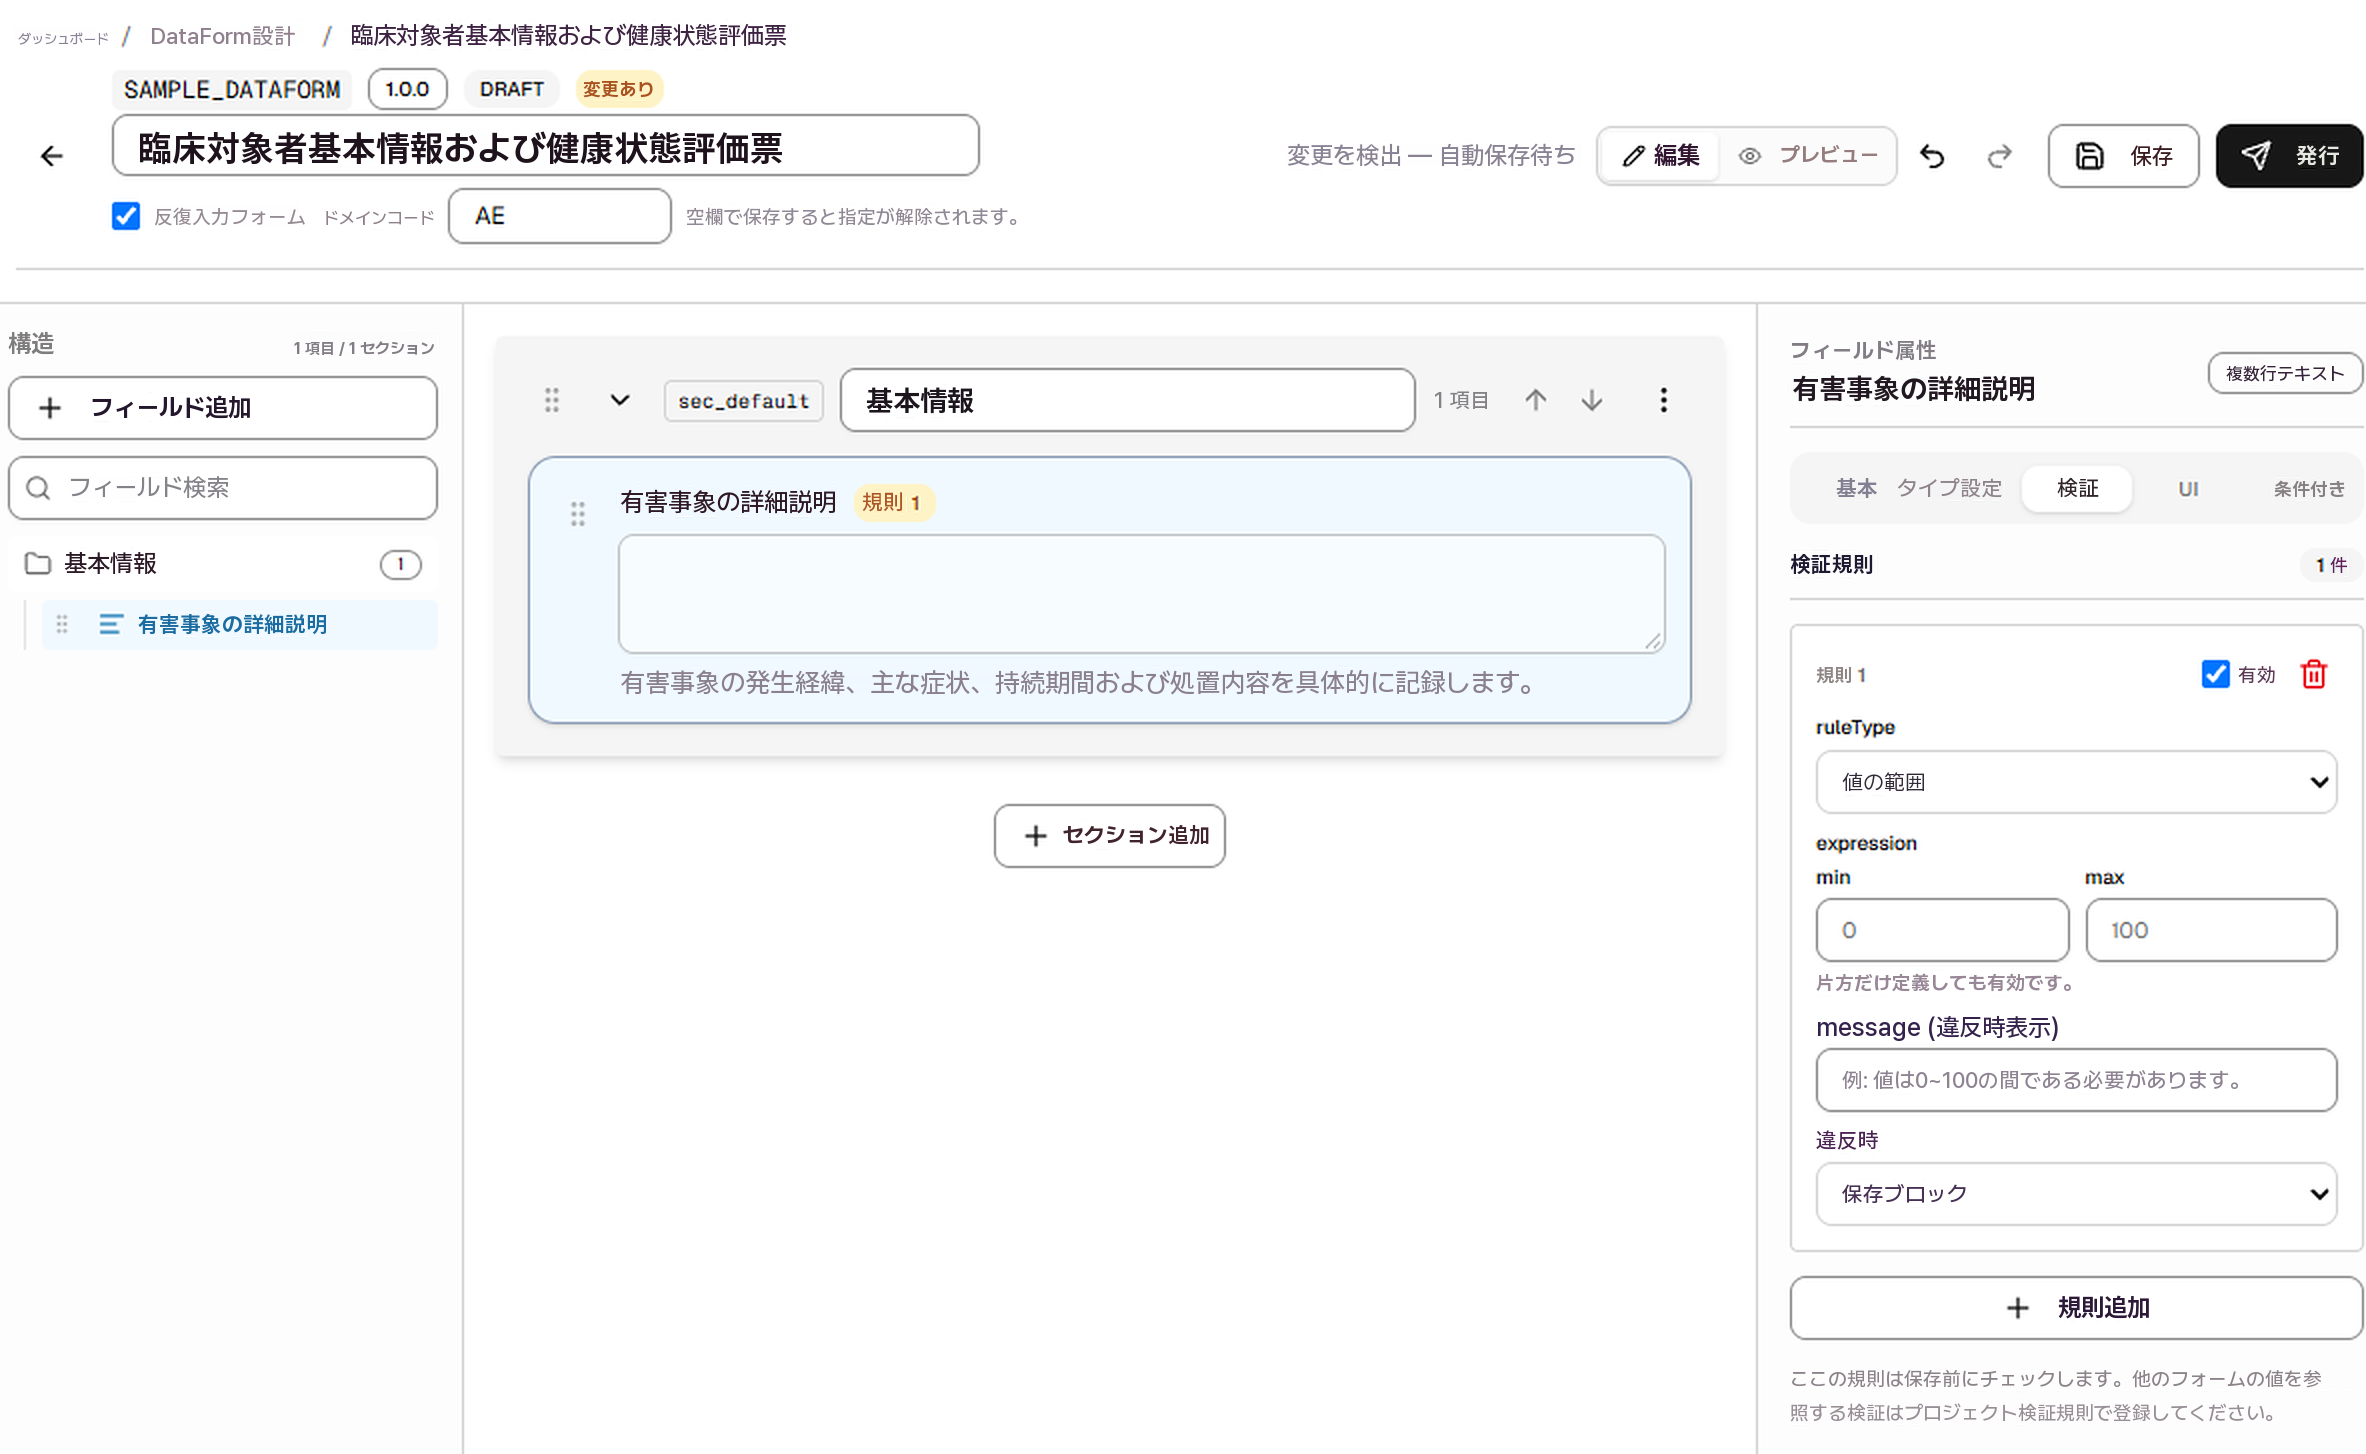 ダッシュボード / DataForm設計 / 臨床対象者基本情報および健康状態評価票
SAMPLE_DATAFORM 1.0.0 DRAFT 変更あり
臨床対象者基本情報および健康状態評価票
変更を検出 — 自動保存待ち 編集 プレビュー 保存 発行
反復入力フォーム ドメインコード AE 空欄で保存すると指定が解除されます。
構造 1 項目 / 1 セクション
フィールド追加
フィールド検索
基本情報 1
有害事象の詳細説明
sec_default 基本情報 1 項目
有害事象の詳細説明 規則 1
有害事象の発生経緯、主な症状、持続期間および処置内容を具体的に記録します。
セクション追加
フィールド属性
有害事象の詳細説明 複数行テキスト
基本 タイプ設定 検証 UI 条件付き
検証規則 1 件
規則 1 有効
ruleType
値の範囲
expression
min max
0 100
片方だけ定義しても有効です。
message (違反時表示)
例: 値は0~100の間である必要があります。
違反時
保存ブロック
規則追加
ここの規則は保存前にチェックします。他のフォームの値を参
照する検証はプロジェクト検証規則で登録してください。